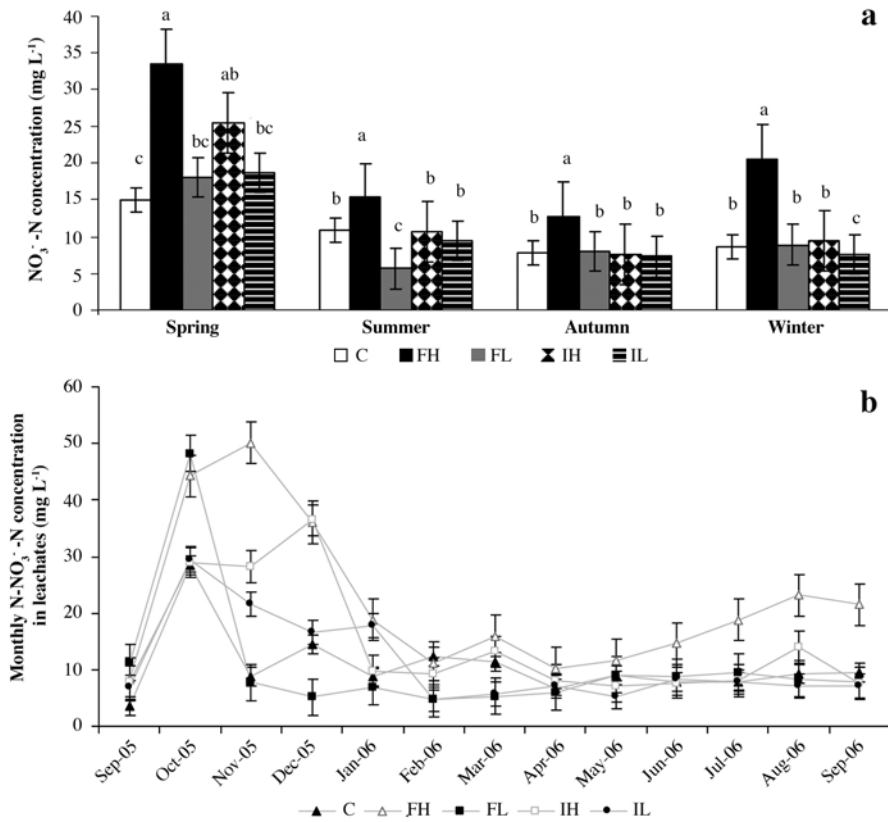 a
NO₃⁻-N concentration (mg L⁻¹)
40
35
30
25
20
15
10
5
0
c
a
bc
ab
bc
b
a
c
b
b
b
a
b
b
b
b
a
b
b
c
Spring
Summer
Autumn
Winter
C
FH
FL
IH
IL
b
Monthly N-NO₃⁻-N concentration
in leachates (mg L⁻¹)
60
50
40
30
20
10
0
Sep-05
Oct-05
Nov-05
Dec-05
Jan-06
Feb-06
Mar-06
Apr-06
May-06
Jun-06
Jul-06
Aug-06
Sep-06
C
FH
FL
IH
IL